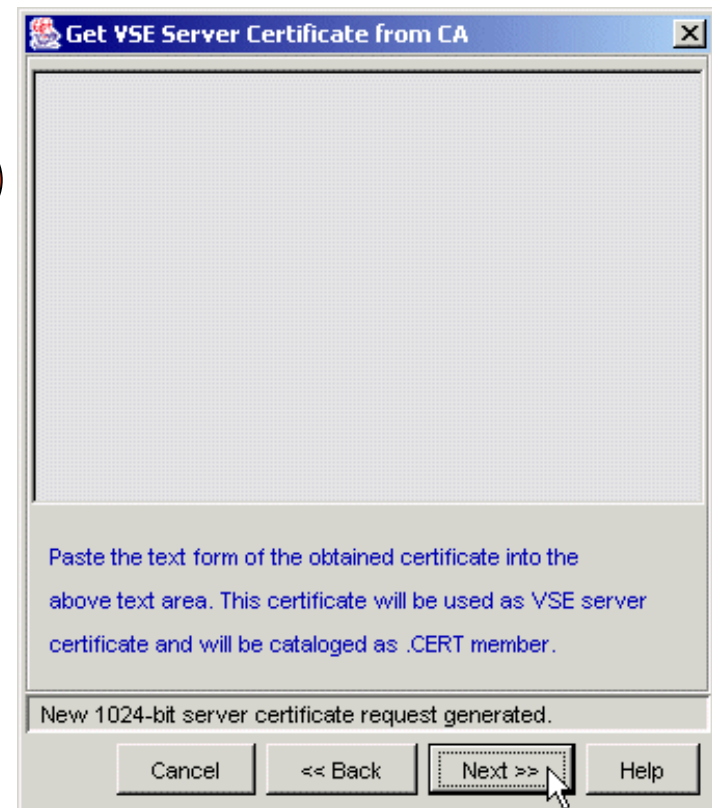 Get VSE Server Certificate from CA
Paste the text form of the obtained certificate into the
above text area. This certificate will be used as VSE server
certificate and will be cataloged as .CERT member.
New 1024-bit server certificate request generated.
Cancel << Back Next >> Help